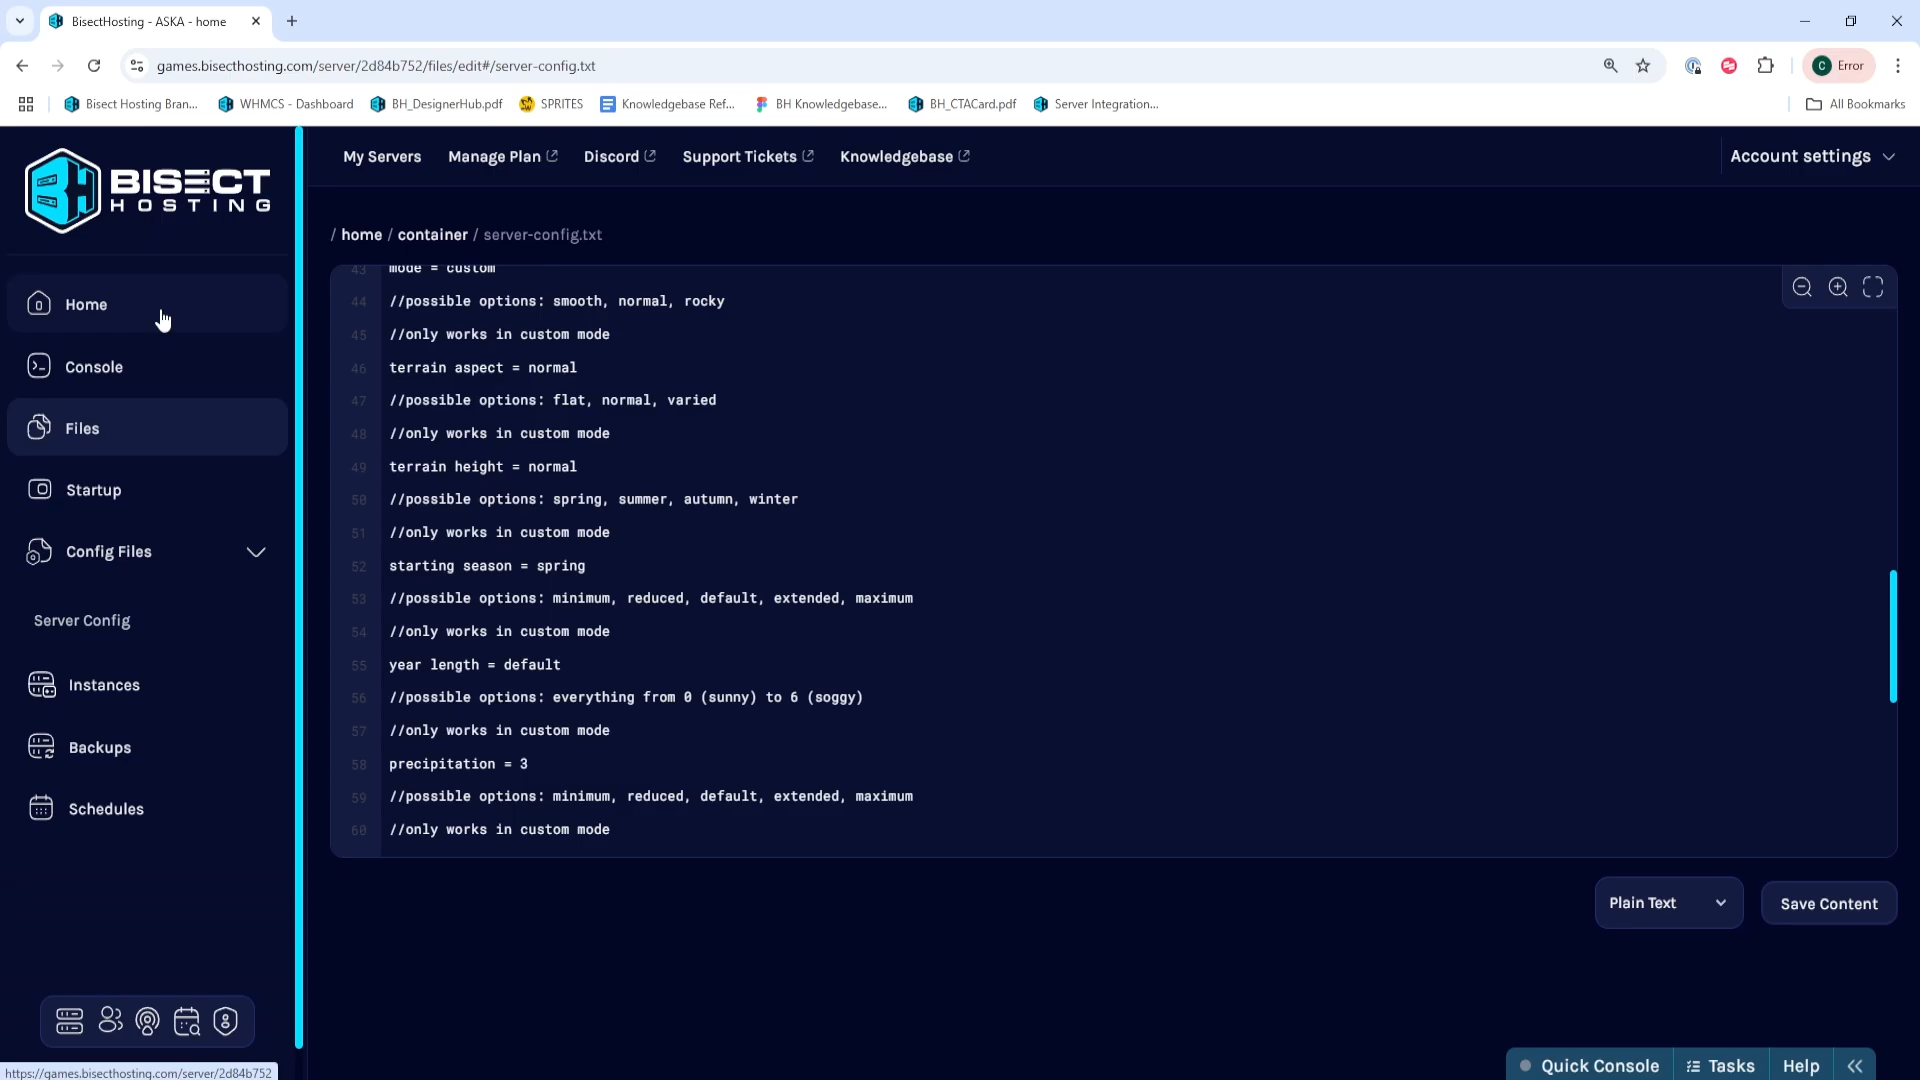 BisectHosting - ASKA - home
games.bisecthosting.com/server/2d84b752/files/edit#/server-config.txt
C Error
Bisect Hosting Bran...
WHMCS - Dashboard
BH_DesignerHub.pdf
SPRITES
Knowledgebase Ref...
BH Knowledgebase...
BH_CTACard.pdf
Server Integration...
All Bookmarks
BISECT
HOSTING
My Servers
Manage Plan
Discord
Support Tickets
Knowledgebase
Account settings
/ home / container / server-config.txt
Home
Console
Files
Startup
Config Files
Server Config
Instances
Backups
Schedules
43 mode = custom
44 //possible options: smooth, normal, rocky
45 //only works in custom mode
46 terrain aspect = normal
47 //possible options: flat, normal, varied
48 //only works in custom mode
49 terrain height = normal
50 //possible options: spring, summer, autumn, winter
51 //only works in custom mode
52 starting season = spring
53 //possible options: minimum, reduced, default, extended, maximum
54 //only works in custom mode
55 year length = default
56 //possible options: everything from 0 (sunny) to 6 (soggy)
57 //only works in custom mode
58 precipitation = 3
59 //possible options: minimum, reduced, default, extended, maximum
60 //only works in custom mode
Plain Text
Save Content
Quick Console
Tasks
Help
https://games.bisecthosting.com/server/2d84b752